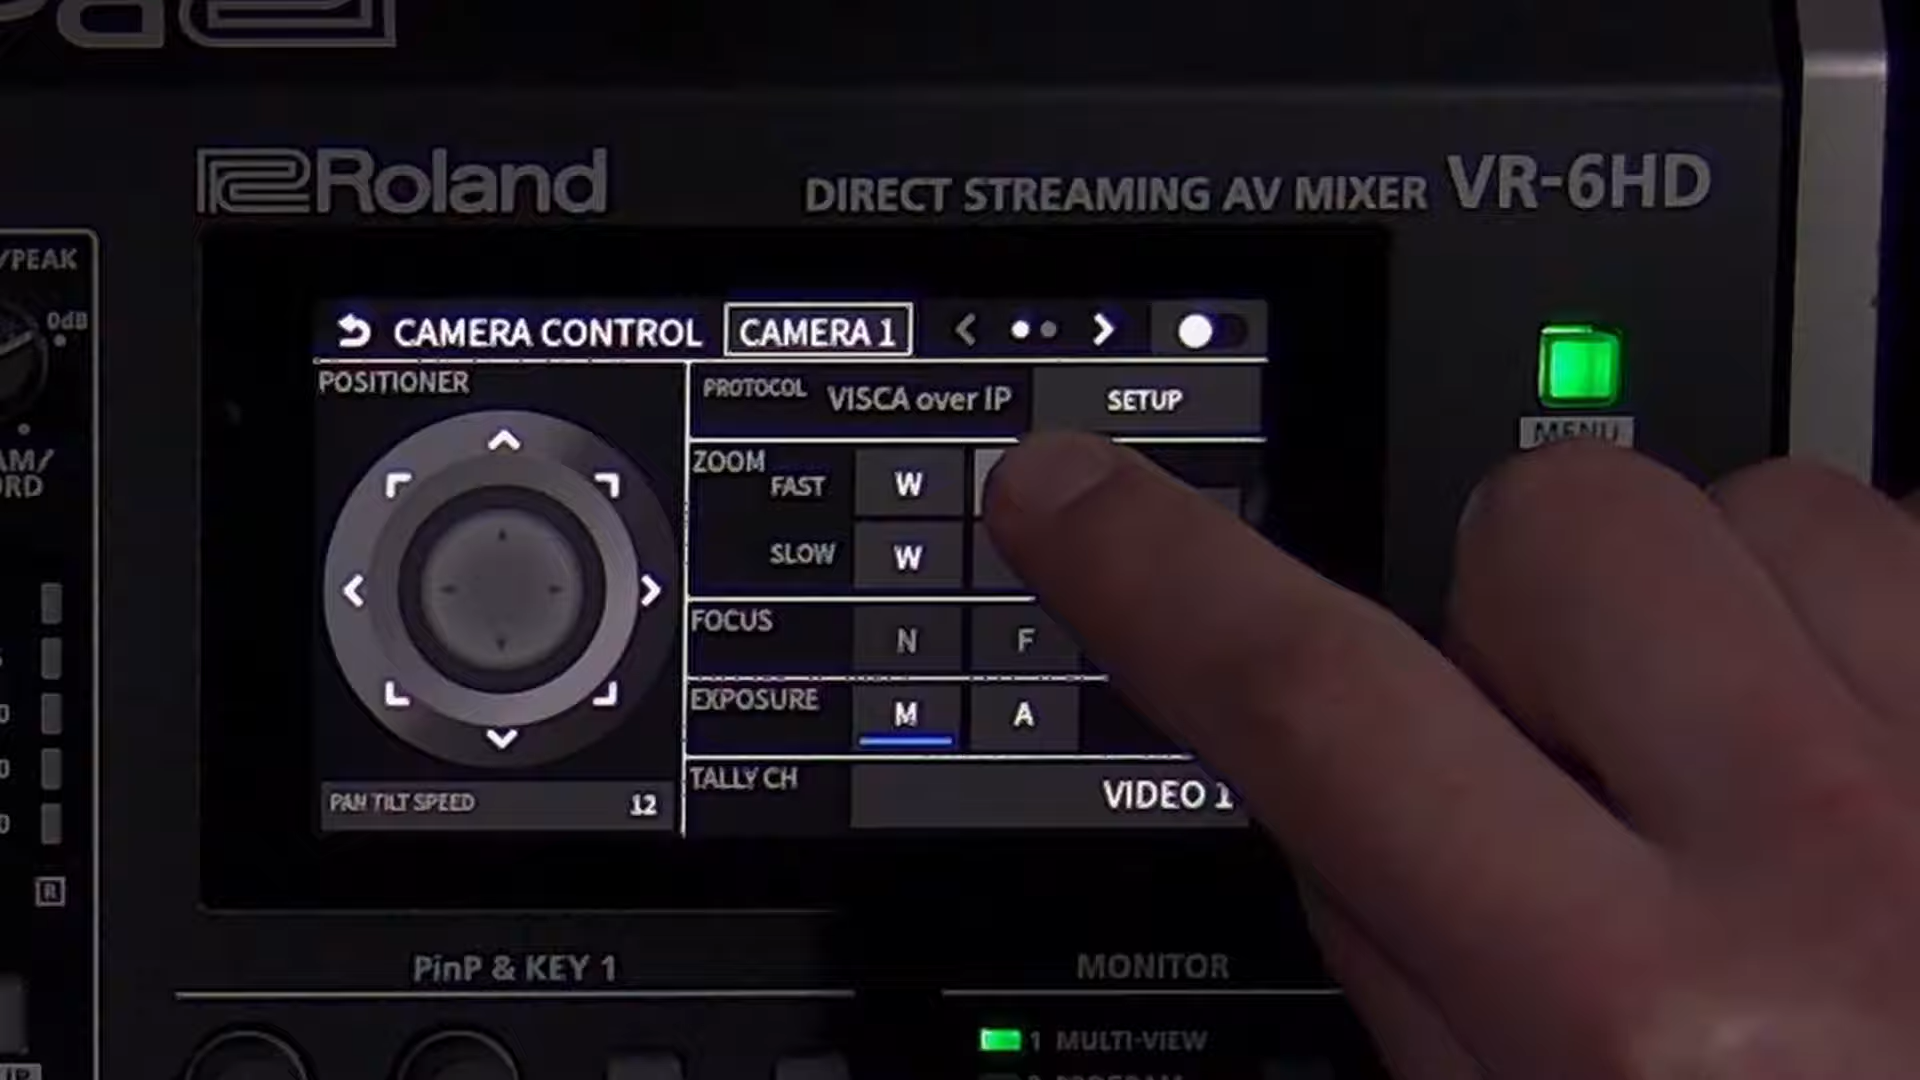 Roland
DIRECT STREAMING AV MIXER VR-6HD
/PEAK
0dB
CAMERA CONTROL CAMERA 1
MENU
POSITIONER
PROTOCOL VISCA over IP SETUP
ZOOM
FAST W
SLOW W
FOCUS N F
EXPOSURE M A
TALLY CH VIDEO 1
PAN TILT SPEED 12
R
PinP & KEY 1
MONITOR
1 MULTI-VIEW